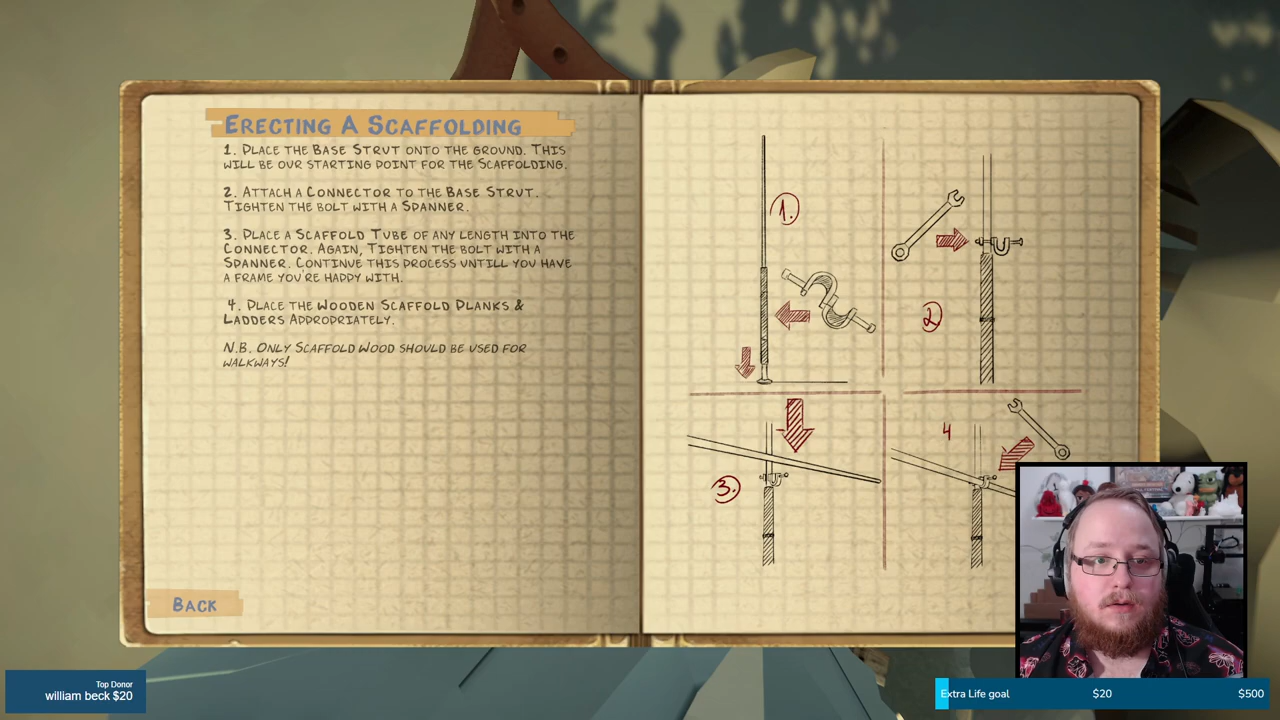 Erecting A Scaffolding
1. Place the Base Strut onto the ground. This
will be our starting point for the Scaffolding.
2. Attach a Connector to the Base Strut.
Tighten the bolt with a Spanner.
3. Place a Scaffold Tube of any length into the
Connector. Again, Tighten the bolt with a
Spanner. Continue this process untill you have
a frame you're happy with.
4. Place the Wooden Scaffold Planks &
Ladders Appropriately.
N.B. Only Scaffold Wood should be used for
walkways!
Back
1.
2
3.
4
Top Donor
william beck $20
Extra Life goal $20 $500